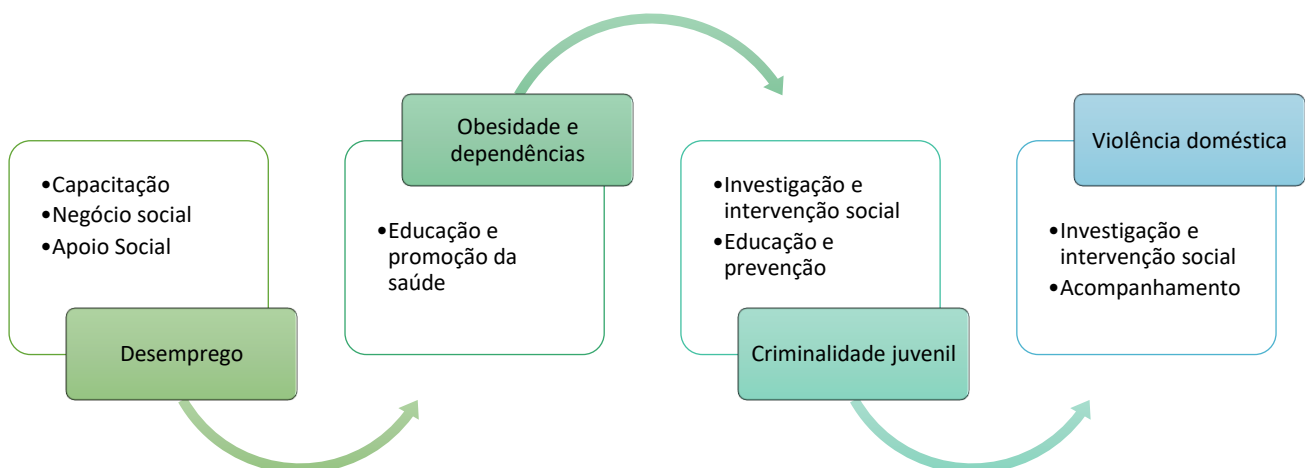 •Capacitação
•Negócio social
•Apoio Social
Desemprego
Obesidade e
dependências
•Educação e
promoção da
saúde
•Investigação e
intervenção social
•Educação e
prevenção
Criminalidade juvenil
Violência doméstica
•Investigação e
intervenção social
•Acompanhamento